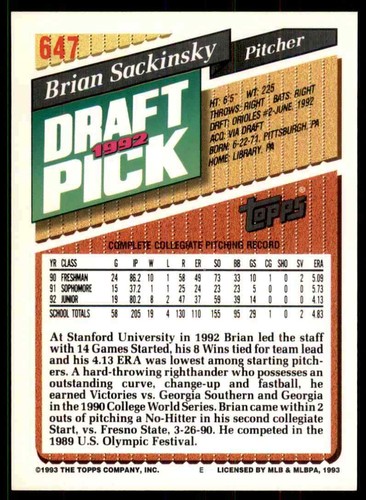 647
Brian Sackinsky
Pitcher
DRAFT
1992
PICK
HT: 6'5" WT: 225
THROWS: RIGHT BATS: RIGHT
DRFT: ORIOLES #2-JUNE, 1992
ACQ: VIA DRAFT
BORN: 6-22-71, PITTSBURGH, PA
HOME: LIBRARY, PA
Topps®
COMPLETE COLLEGIATE PITCHING RECORD
YR CLASS G IP W L R ER SO BB GS CG SHO SV ERA
90 FRESHMAN 24 86.2 10 1 58 49 73 33 10 1 0 0 5.09
91 SOPHOMORE 15 37.2 1 1 24 24 31 18 5 0 0 2 5.73
92 JUNIOR 19 80.2 8 2 48 37 51 44 14 0 0 0 4.13
SCHOOL TOTALS 58 205 19 4 130 110 155 95 29 1 0 2 4.83
At Stanford University in 1992 Brian led the staff
with 14 Games Started, his 8 Wins tied for team lead
and his 4.13 ERA was lowest among starting pitch-
ers. A hard-throwing righthander who possesses an
outstanding curve, change-up and fastball, he
earned Victories vs. Georgia Southern and Georgia
in the 1990 College World Series. Brian came within 2
outs of pitching a No-Hitter in his second collegiate
Start, vs. Fresno State, 3-26-90. He competed in the
1989 U.S. Olympic Festival.
©1993 THE TOPPS COMPANY, INC. E LICENSED BY MLB & MLBPA, 1993